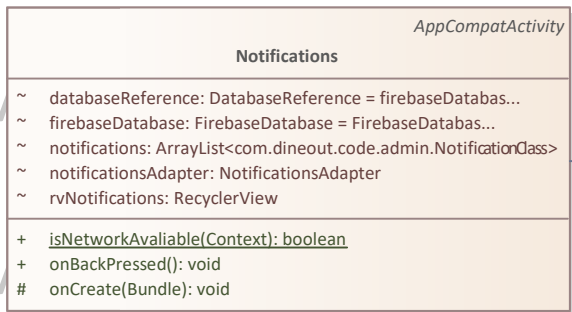 AppCompatActivity
Notifications
~ databaseReference: DatabaseReference = firebaseDatabas...
~ firebaseDatabase: FirebaseDatabase = FirebaseDatabas...
~ notifications: ArrayList<com.dineout.code.admin.NotificationClass>
~ notificationsAdapter: NotificationsAdapter
~ rvNotifications: RecyclerView
+ isNetworkAvaliable(Context): boolean
+ onBackPressed(): void
# onCreate(Bundle): void